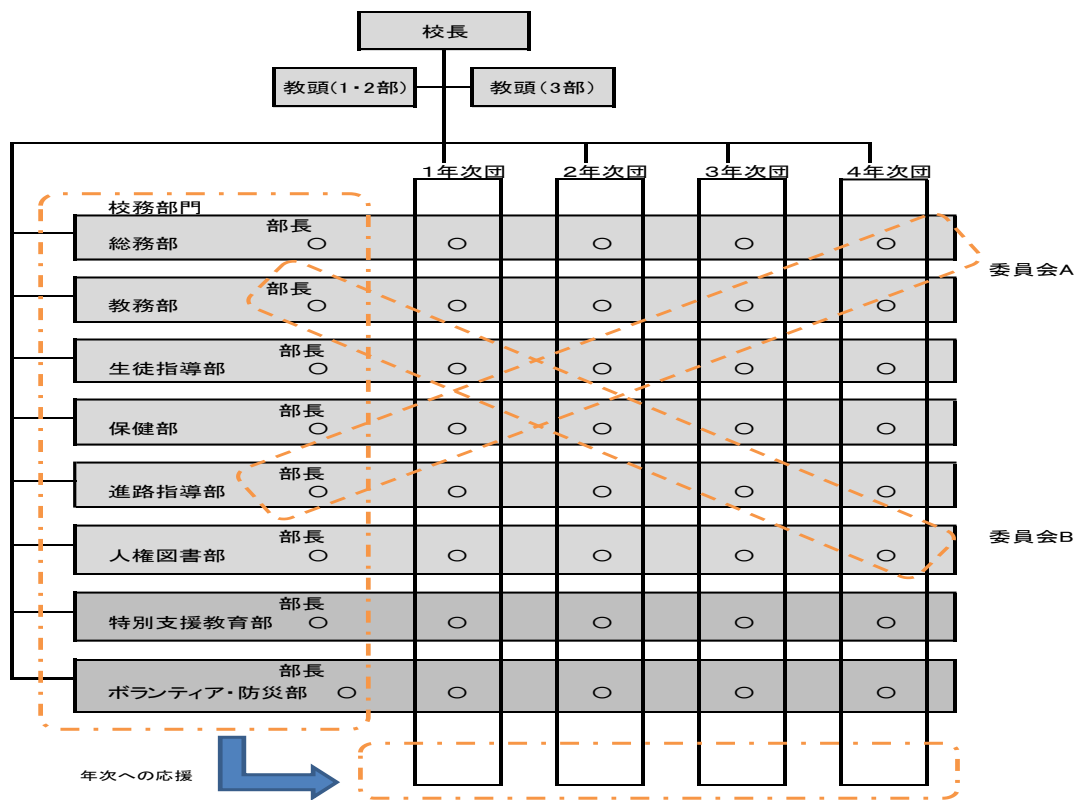 校長
教頭(1・2部)
教頭(3部)
1年次団
2年次団
3年次団
4年次団
校務部門
部長
総務部 ○ ○ ○ ○ ○
委員会A
部長
教務部 ○ ○ ○ ○ ○
部長
生徒指導部 ○ ○ ○ ○ ○
部長
保健部 ○ ○ ○ ○ ○
部長
進路指導部 ○ ○ ○ ○ ○
部長
委員会B
人権図書部 ○ ○ ○ ○ ○
部長
特別支援教育部 ○ ○ ○ ○ ○
部長
ボランティア・防災部 ○ ○ ○ ○ ○
年次への応援